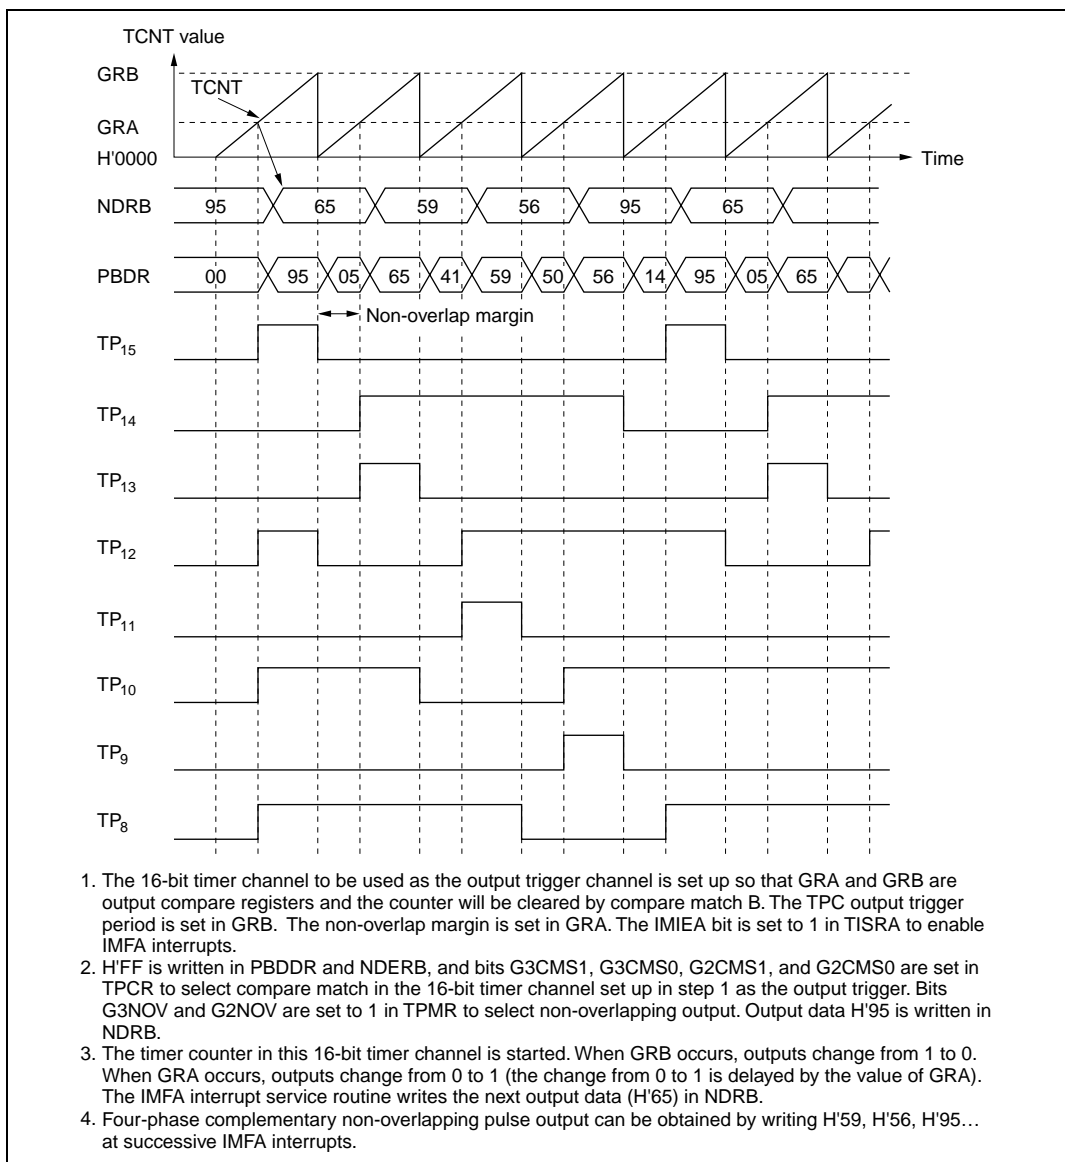 TCNT value
GRB
TCNT
GRA
H'0000
Time
NDRB 95 65 59 56 95 65
PBDR 00 95 05 65 41 59 50 56 14 95 05 65
Non-overlap margin
TP15
TP14
TP13
TP12
TP11
TP10
TP9
TP8
1. The 16-bit timer channel to be used as the output trigger channel is set up so that GRA and GRB are
output compare registers and the counter will be cleared by compare match B. The TPC output trigger
period is set in GRB. The non-overlap margin is set in GRA. The IMIEA bit is set to 1 in TISRA to enable
IMFA interrupts.
2. H'FF is written in PBDDR and NDERB, and bits G3CMS1, G3CMS0, G2CMS1, and G2CMS0 are set in
TPCR to select compare match in the 16-bit timer channel set up in step 1 as the output trigger. Bits
G3NOV and G2NOV are set to 1 in TPMR to select non-overlapping output. Output data H'95 is written in
NDRB.
3. The timer counter in this 16-bit timer channel is started. When GRB occurs, outputs change from 1 to 0.
When GRA occurs, outputs change from 0 to 1 (the change from 0 to 1 is delayed by the value of GRA).
The IMFA interrupt service routine writes the next output data (H'65) in NDRB.
4. Four-phase complementary non-overlapping pulse output can be obtained by writing H'59, H'56, H'95…
at successive IMFA interrupts.